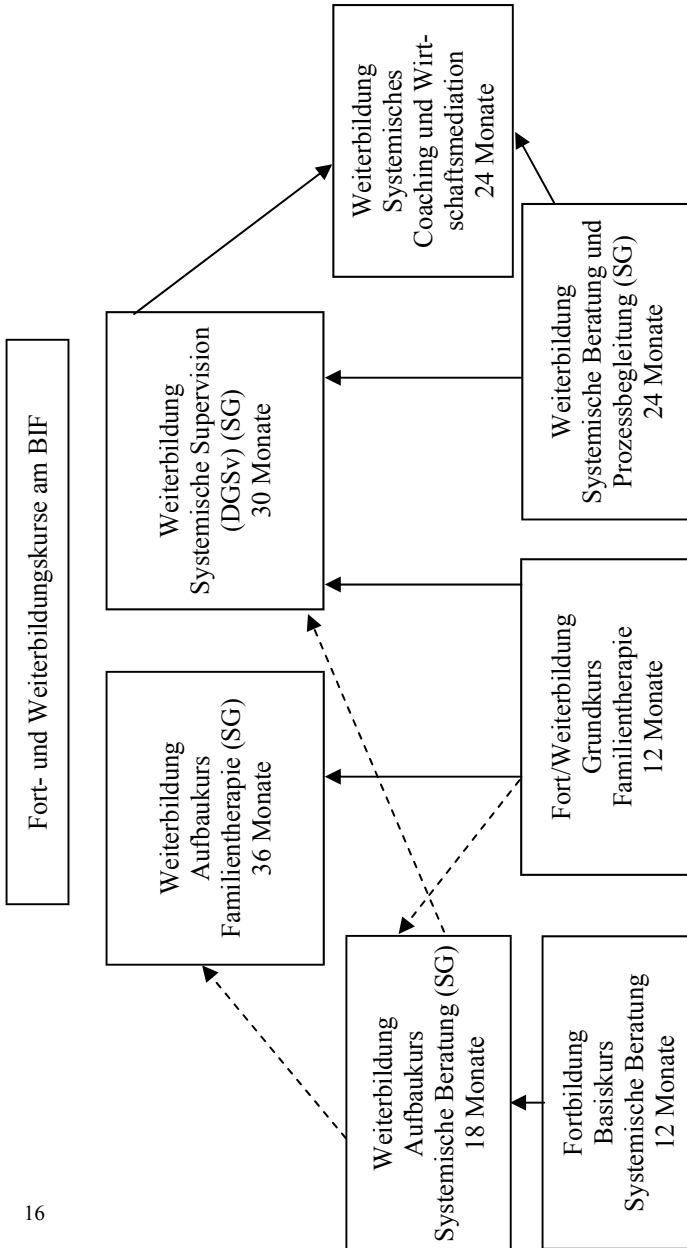 Fort- und Weiterbildungskurse am BIF
Weiterbildung
Aufbaukurs
Familientherapie (SG)
36 Monate
Weiterbildung
Systemische Supervision
(DGSv) (SG)
30 Monate
Weiterbildung
Aufbaukurs
Systemische Beratung (SG)
18 Monate
Weiterbildung
Systemisches
Coaching und Wirt-
schaftsmediation
24 Monate
Fortbildung
Basiskurs
Systemische Beratung
12 Monate
Fort/Weiterbildung
Grundkurs
Familientherapie
12 Monate
Weiterbildung
Systemische Beratung und
Prozessbegleitung (SG)
24 Monate
16